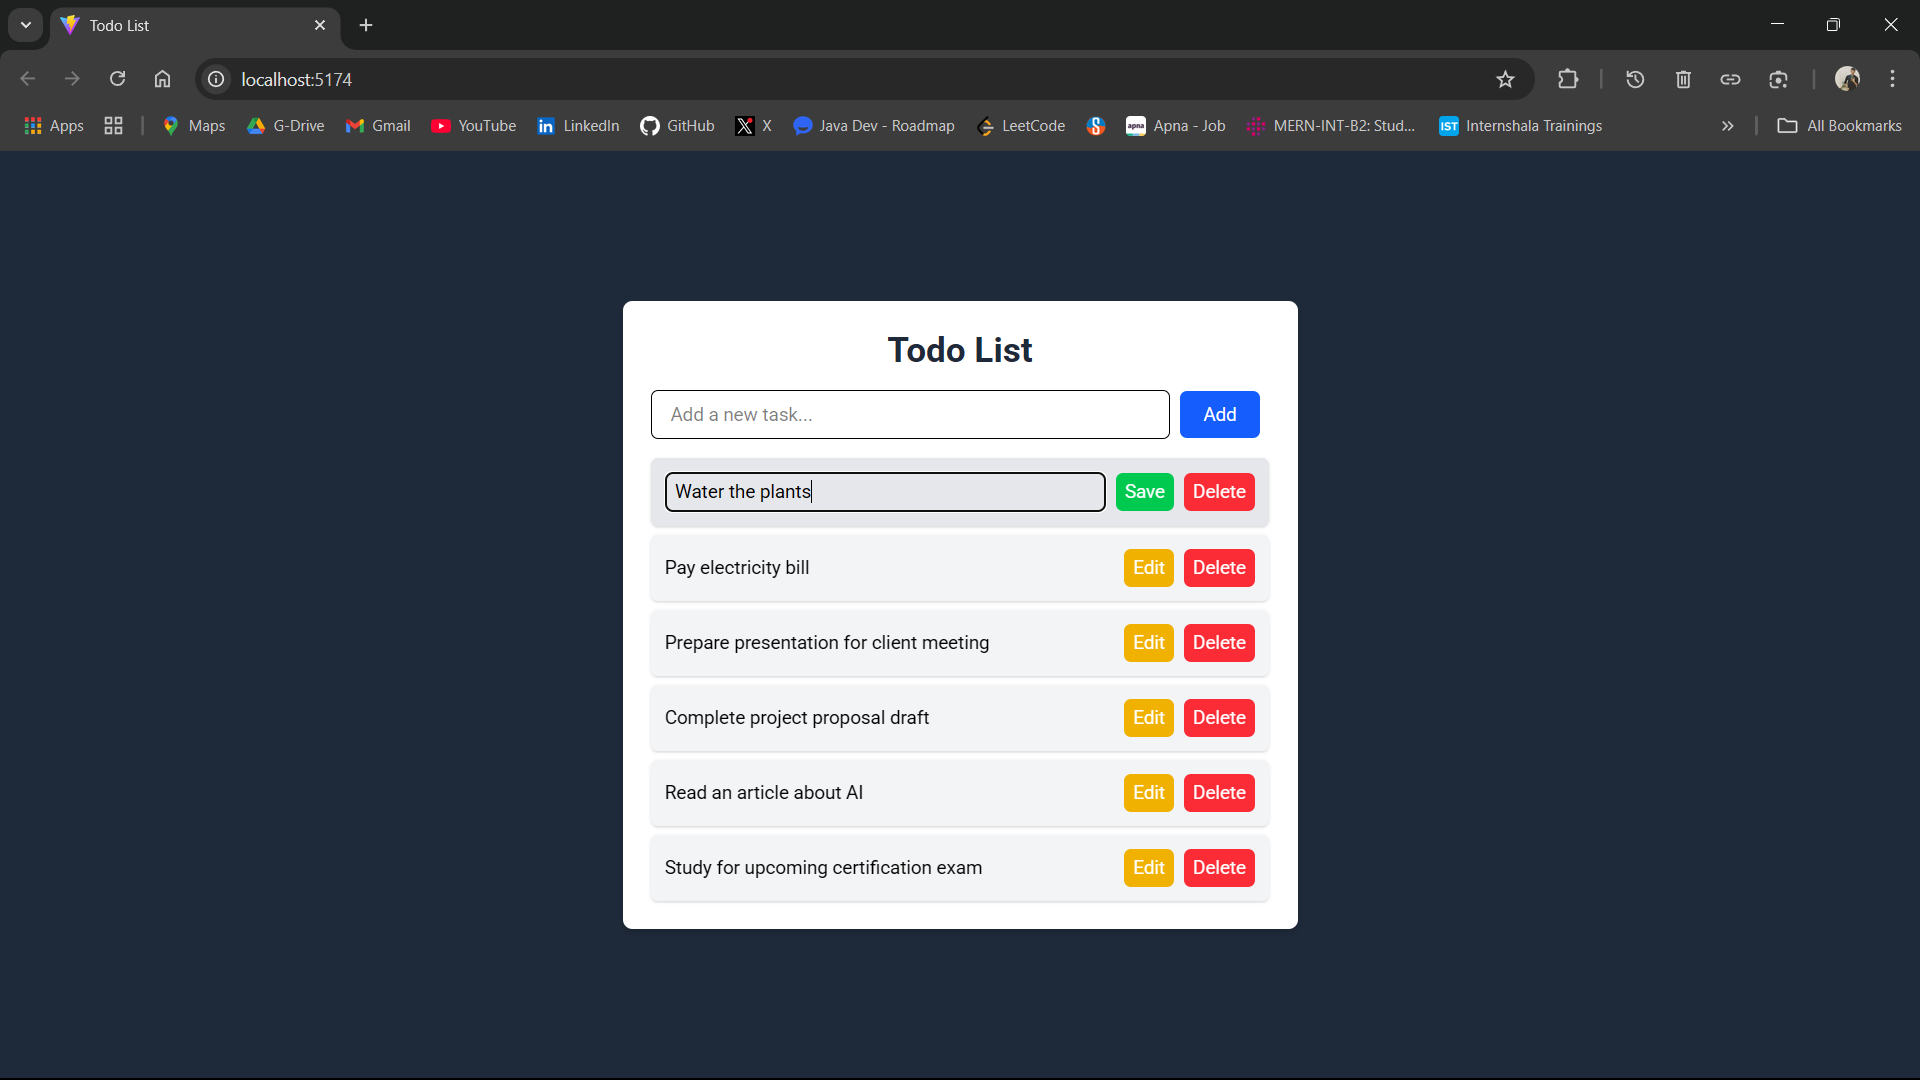 Todo List
localhost:5174
Apps Maps G-Drive Gmail YouTube LinkedIn GitHub X Java Dev - Roadmap LeetCode apna Apna - Job MERN-INT-B2: Stud... IST Internshala Trainings All Bookmarks
Todo List
Add a new task... Add
Water the plants Save Delete
Pay electricity bill Edit Delete
Prepare presentation for client meeting Edit Delete
Complete project proposal draft Edit Delete
Read an article about AI Edit Delete
Study for upcoming certification exam Edit Delete